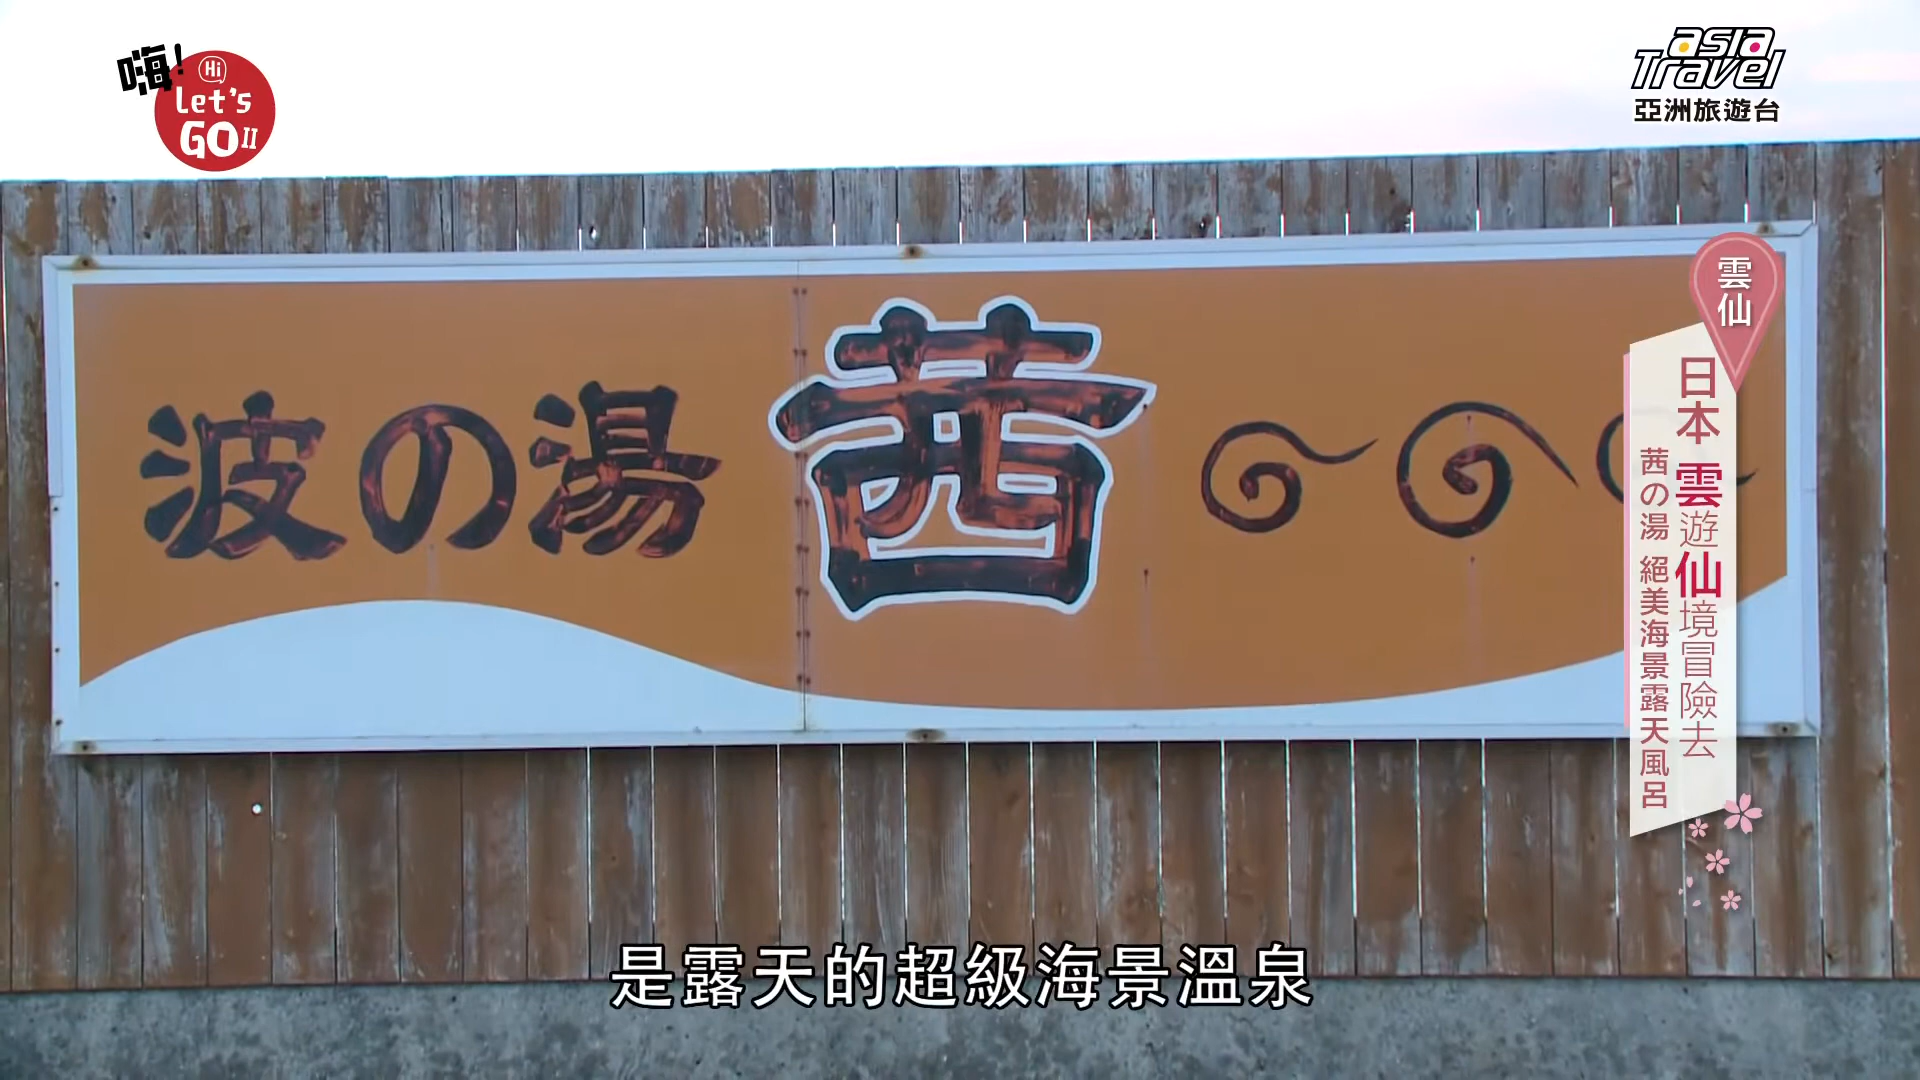 嗨!
Hi
Let's
GO II
asia
Travel
亞洲旅遊台
波の湯 茜
雲仙
日本 雲遊仙境冒險去
茜の湯 絕美海景露天風呂
是露天的超級海景溫泉